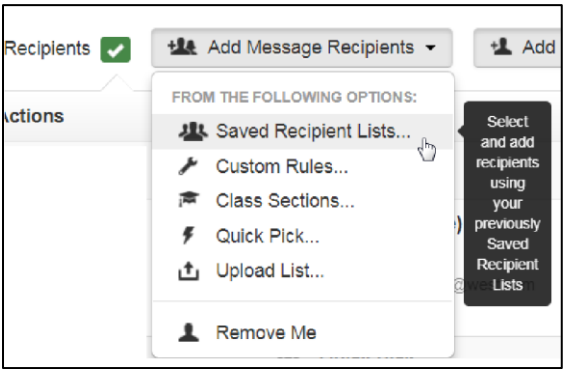 Recipients
Add Message Recipients
Add
Actions
FROM THE FOLLOWING OPTIONS:
Saved Recipient Lists...
Custom Rules...
Class Sections...
Quick Pick...
Upload List...
Remove Me
Select
and add
recipients
using
your
previously
Saved
Recipient
Lists